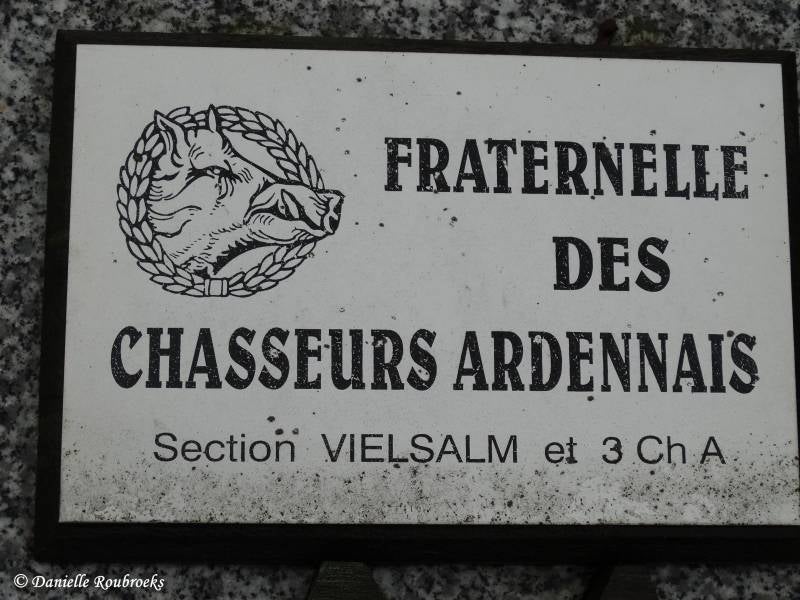 FRATERNELLE
DES
CHASSEURS ARDENNAIS
Section VIELSALM et 3 Ch A
© Danielle Roubroeks